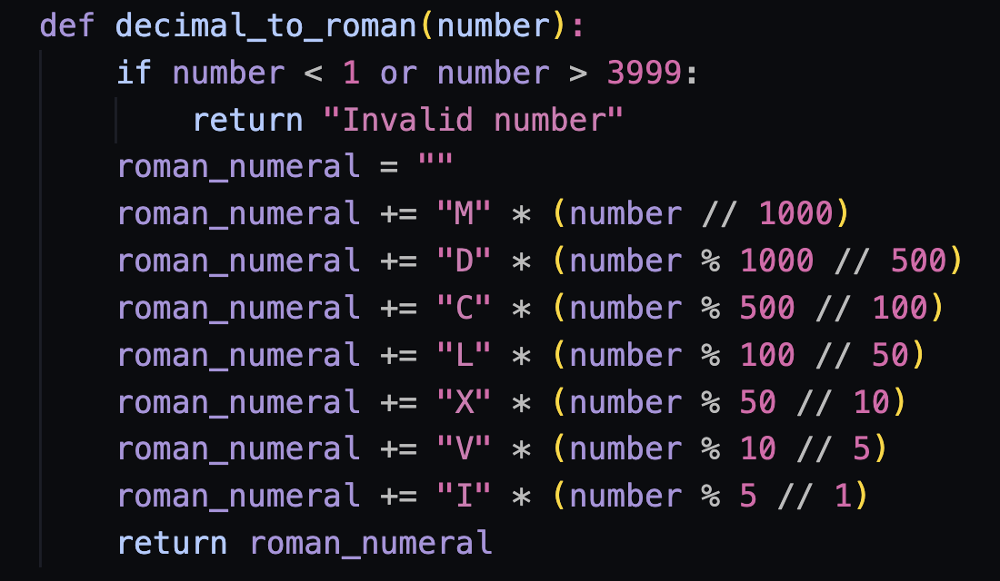 def decimal_to_roman(number):
    if number < 1 or number > 3999:
        return "Invalid number"
    roman_numeral = ""
    roman_numeral += "M" * (number // 1000)
    roman_numeral += "D" * (number % 1000 // 500)
    roman_numeral += "C" * (number % 500 // 100)
    roman_numeral += "L" * (number % 100 // 50)
    roman_numeral += "X" * (number % 50 // 10)
    roman_numeral += "V" * (number % 10 // 5)
    roman_numeral += "I" * (number % 5 // 1)
    return roman_numeral